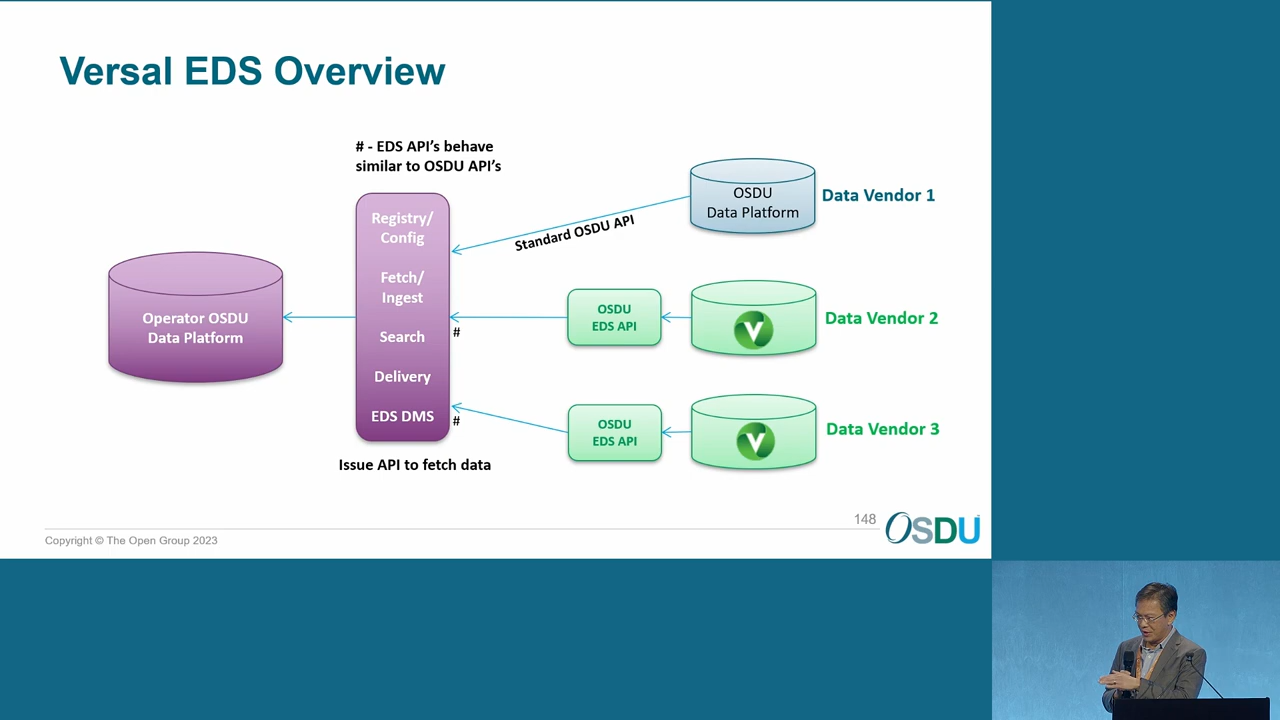 Versal EDS Overview
# - EDS API's behave
similar to OSDU API's
Registry/
Config
Fetch/
Ingest
Search
Delivery
EDS DMS
Operator OSDU
Data Platform
Standard OSDU API
OSDU
Data Platform
Data Vendor 1
#
OSDU
EDS API
V
Data Vendor 2
#
OSDU
EDS API
V
Data Vendor 3
Issue API to fetch data
Copyright © The Open Group 2023
148
OSDU